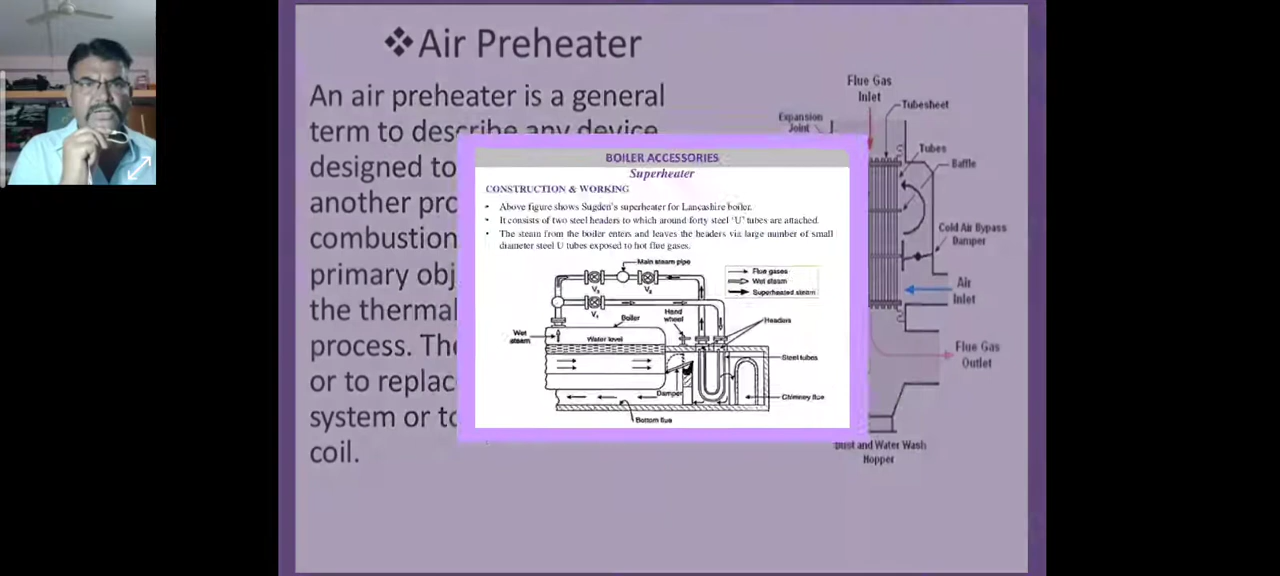 ❖Air Preheater
An air preheater is a general
term to describe any device
designed to
another pro
combustion
primary obj
the thermal
process. The
or to replac
system or to
coil.
Flue Gas
Inlet
Tubesheet
Expansion
Joint
Tubes
Baffle
Cold Air Bypass
Damper
Air
Inlet
Flue Gas
Outlet
Dust and Water Wash
Hopper
BOILER ACCESSORIES
Superheater
CONSTRUCTION & WORKING
• Above figure shows Sugden's superheater for Lancashire boiler.
• It consists of two steel headers to which around forty steel 'U' tubes are attached.
• The steam from the boiler enters and leaves the headers via large number of small
diameter steel U tubes exposed to hot flue gases.
Main steam pipe
Flue gases
Wet steam
Superheated steam
V3
V2
V1
Boiler
Hand
wheel
Headers
Wet
steam
Water level
Steel tubes
Damper
Chimney flue
Bottom flue